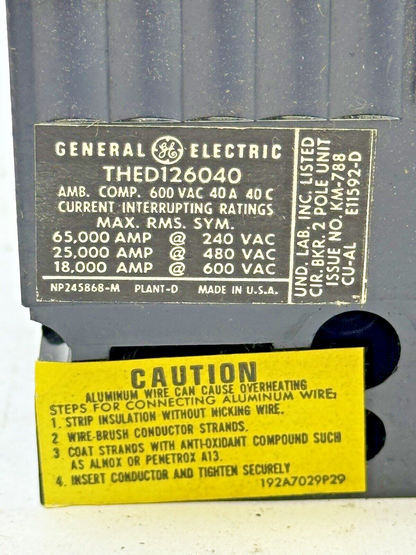 GENERAL GE ELECTRIC
THED126040
AMB. COMP. 600 VAC 40 A 40 C
CURRENT INTERRUPTING RATINGS
MAX. RMS. SYM.
65,000 AMP @ 240 VAC
25,000 AMP @ 480 VAC
18,000 AMP @ 600 VAC
NP245868-M PLANT-D MADE IN U.S.A.
UND. LAB. INC. LISTED
CIR. BKR. 2 POLE UNIT
ISSUE NO. KM-788
CU-AL E11592-D
CAUTION
ALUMINUM WIRE CAN CAUSE OVERHEATING
STEPS FOR CONNECTING ALUMINUM WIRE:
1. STRIP INSULATION WITHOUT NICKING WIRE.
2 WIRE-BRUSH CONDUCTOR STRANDS.
3 COAT STRANDS WITH ANTI-OXIDANT COMPOUND SUCH
AS ALNOX OR PENETROX A13.
4. INSERT CONDUCTOR AND TIGHTEN SECURELY
192A7029P29